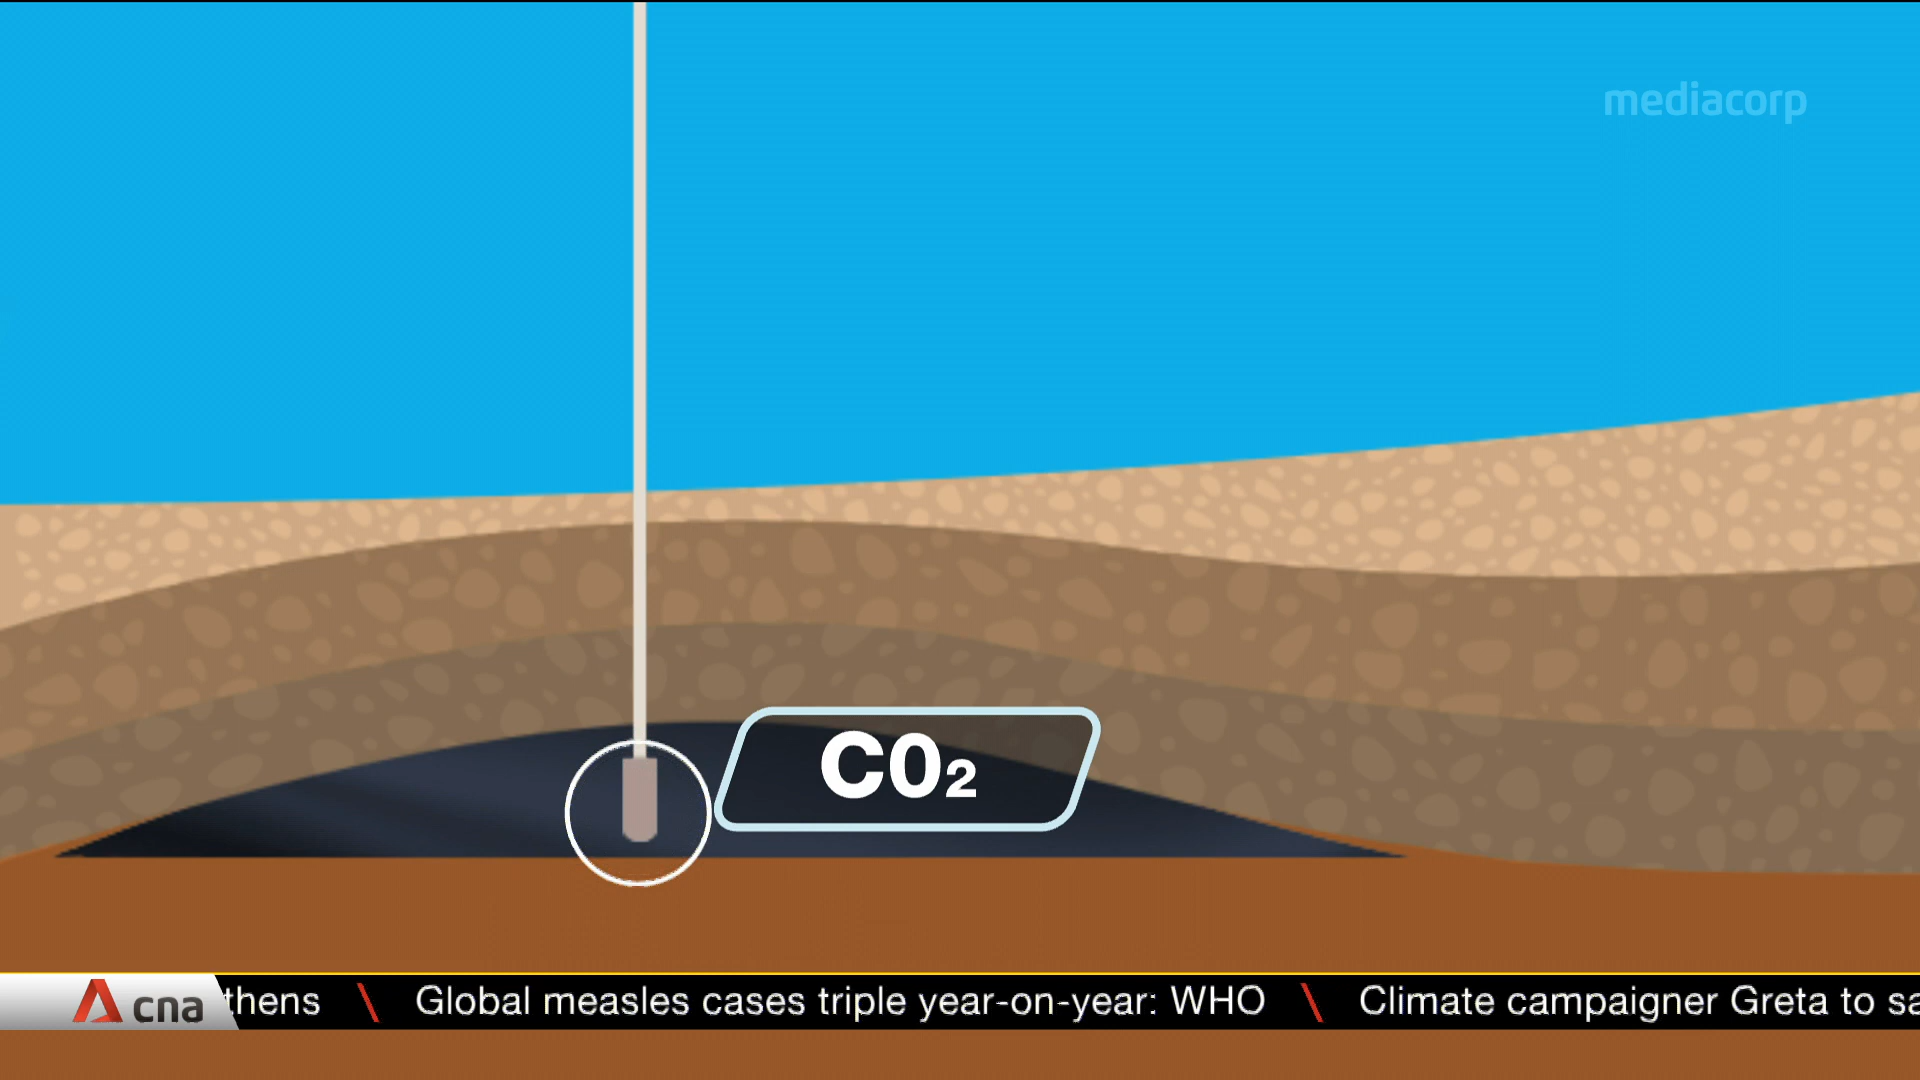 mediacorp
CO₂
cna thens \ Global measles cases triple year-on-year: WHO \ Climate campaigner Greta to sa